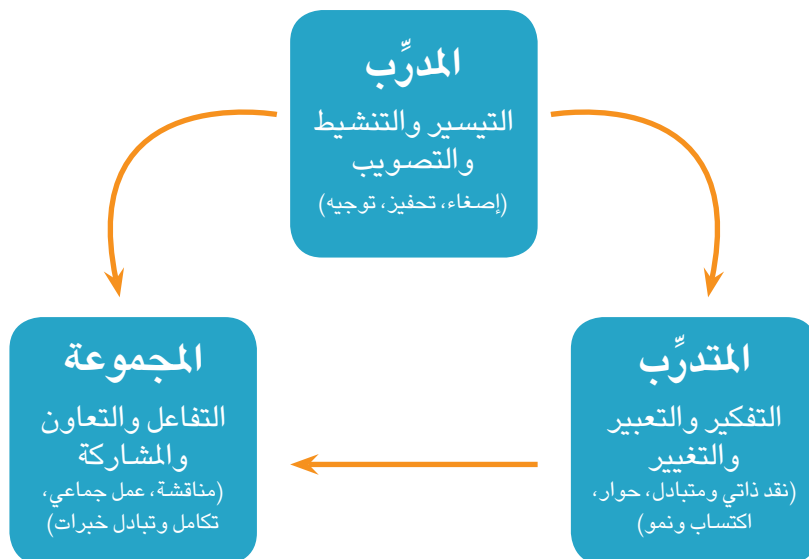 المدرِّب
التيسير والتنشيط
والتصويب
(إصغاء، تحفيز، توجيه)
المتدرِّب
التفكير والتعبير
والتغيير
(نقد ذاتي ومتبادل، حوار،
اكتساب ونمو)
المجموعة
التفاعل والتعاون
والمشاركة
(مناقشة، عمل جماعي،
تكامل وتبادل خبرات)